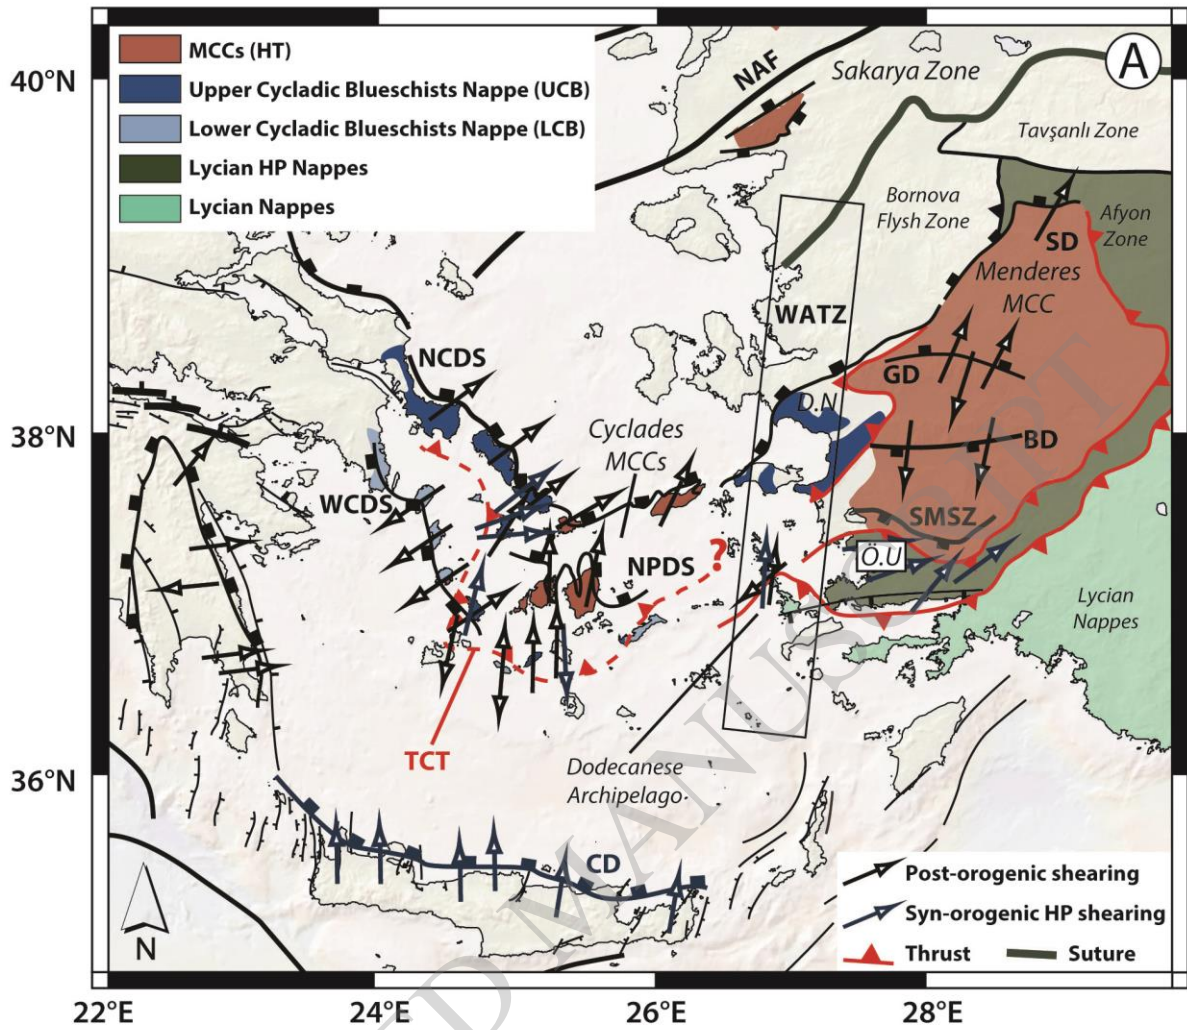 A
MCCs (HT)
Upper Cycladic Blueschists Nappe (UCB)
Lower Cycladic Blueschists Nappe (LCB)
Lycian HP Nappes
Lycian Nappes
40°N
38°N
36°N
NAF
Sakarya Zone
Tavşanlı Zone
Bornova
Flysh Zone
Afyon
Zone
SD
Menderes
MCC
WATZ
NCDS
GD
D.N
Cyclades
MCCs
BD
WCDS
SMSZ
NPDS
?
Ö.U
Lycian
Nappes
TCT
Dodecanese
Archipelago
CD
N
Post-orogenic shearing
Syn-orogenic HP shearing
Thrust
Suture
22°E
24°E
26°E
28°E
D MANUSCRIPT